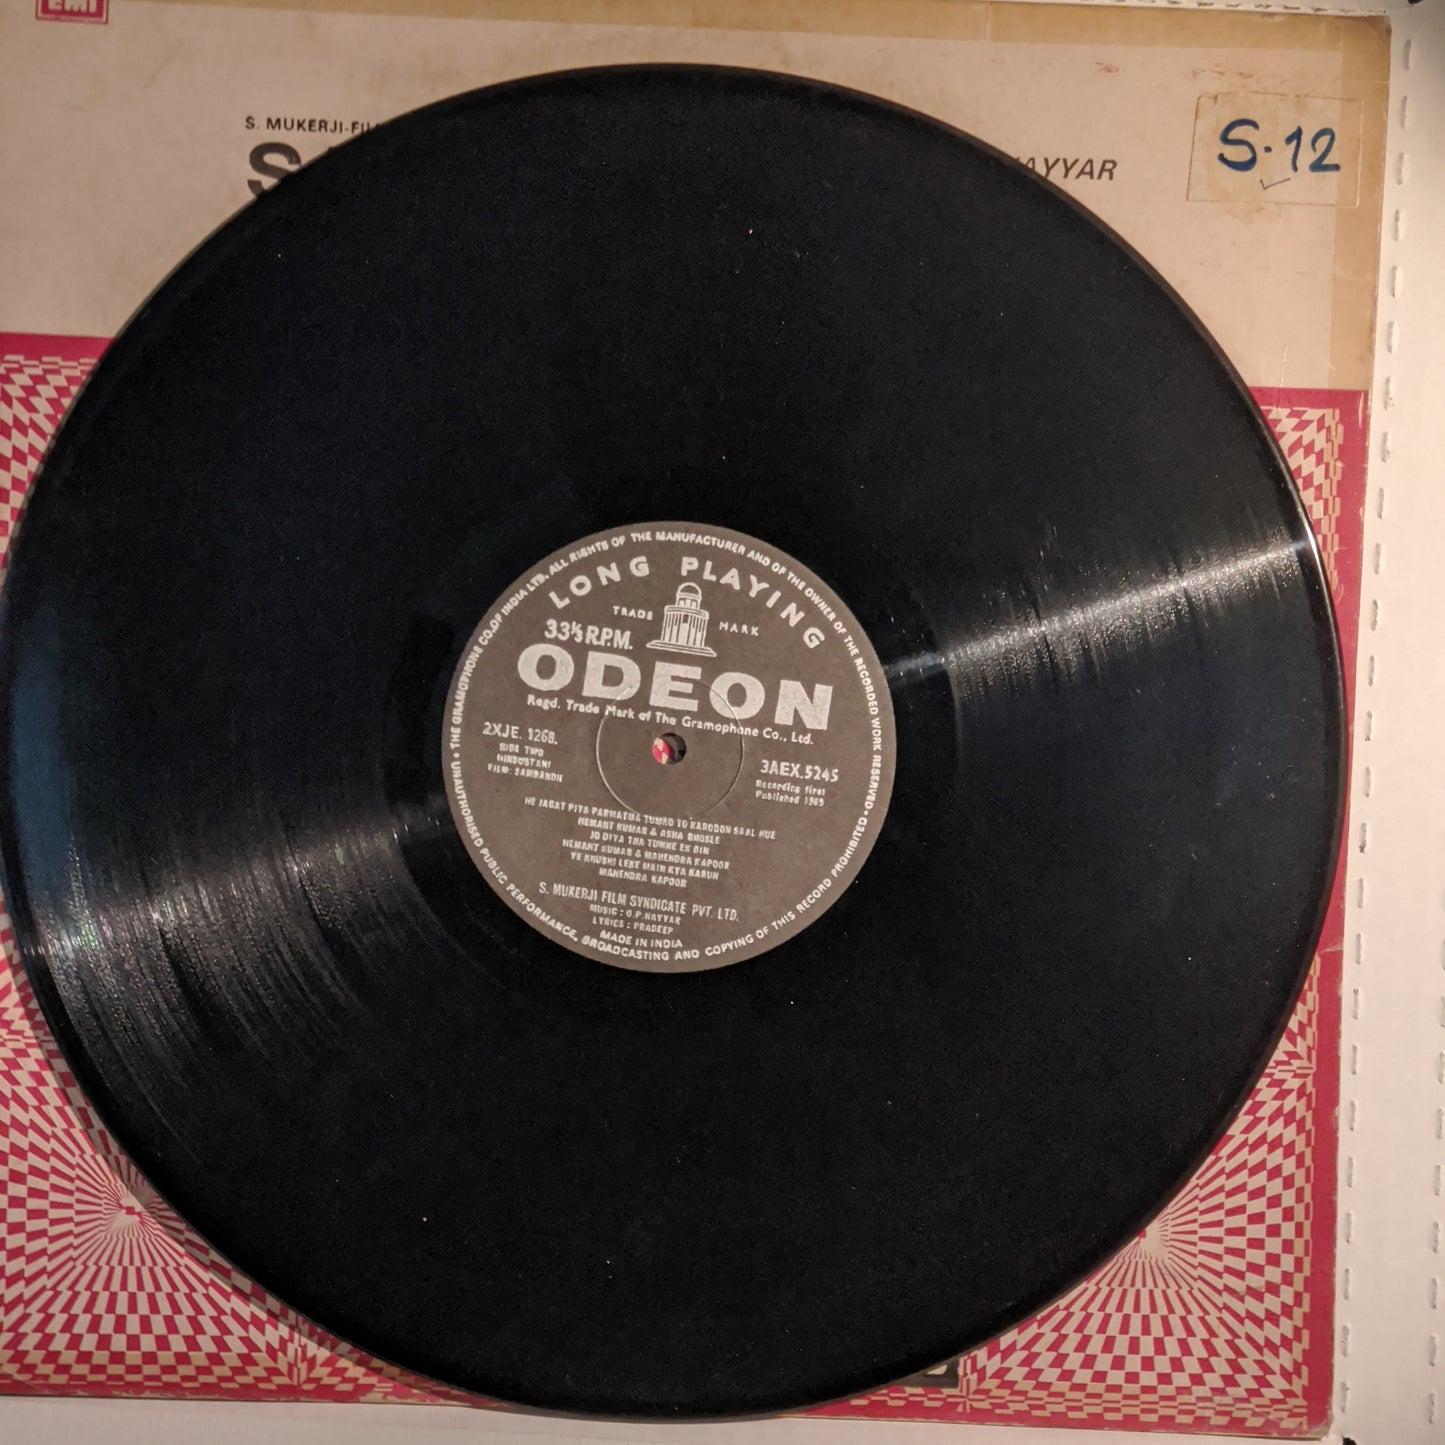 EMI
S. MUKERJI-FI
S
NAYYAR
S-12
• THE GRAMOPHONE CO. OF INDIA LTD. ALL RIGHTS OF THE MANUFACTURER AND OF THE OWNER OF THE RECORDED WORK RESERVED •
UNAUTHORISED PUBLIC PERFORMANCE, BROADCASTING AND COPYING OF THIS RECORD PROHIBITED •
LONG PLAYING
TRADE MARK
33⅓ R.P.M.
ODEON
Regd. Trade Mark of The Gramophone Co., Ltd.
2XJE. 1268.
SIDE TWO
HINDUSTANI
FILM: SAMBANDH
3AEX.5245
Recording first
Published 1969
HE JAGAT PITA PARMATMA TUMKO TO KARODON SAAL HUE
HEMANT KUMAR & ASHA BHOSLE
JO DIYA THA TUMNE EK DIN
HEMANT KUMAR & MAHENDRA KAPOOR
YE KHUSHI LEKE MAIN KYA KARUN
MAHENDRA KAPOOR
S. MUKERJI FILM SYNDICATE PVT. LTD.
MUSIC : O.P. NAYYAR
LYRICS : PRADEEP
MADE IN INDIA